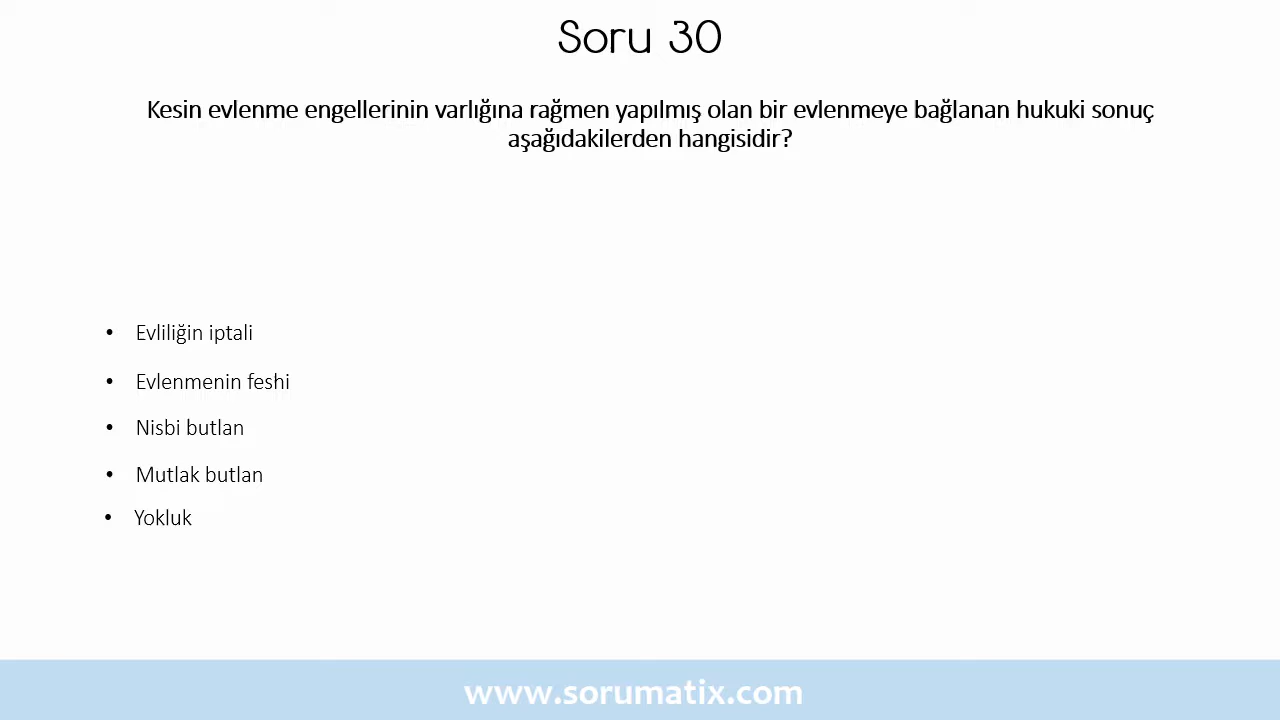 Soru 30
Kesin evlenme engellerinin varlığına rağmen yapılmış olan bir evlenmeye bağlanan hukuki sonuç
aşağıdakilerden hangisidir?
• Evliliğin iptali
• Evlenmenin feshi
• Nisbi butlan
• Mutlak butlan
• Yokluk
www.sorumatix.com